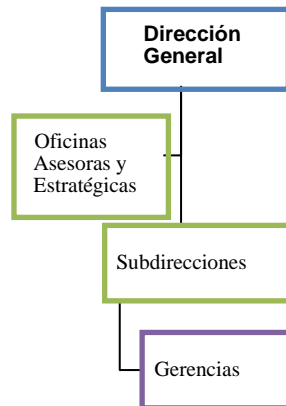 Dirección
General
Oficinas
Asesoras y
Estratégicas
Subdirecciones
Gerencias